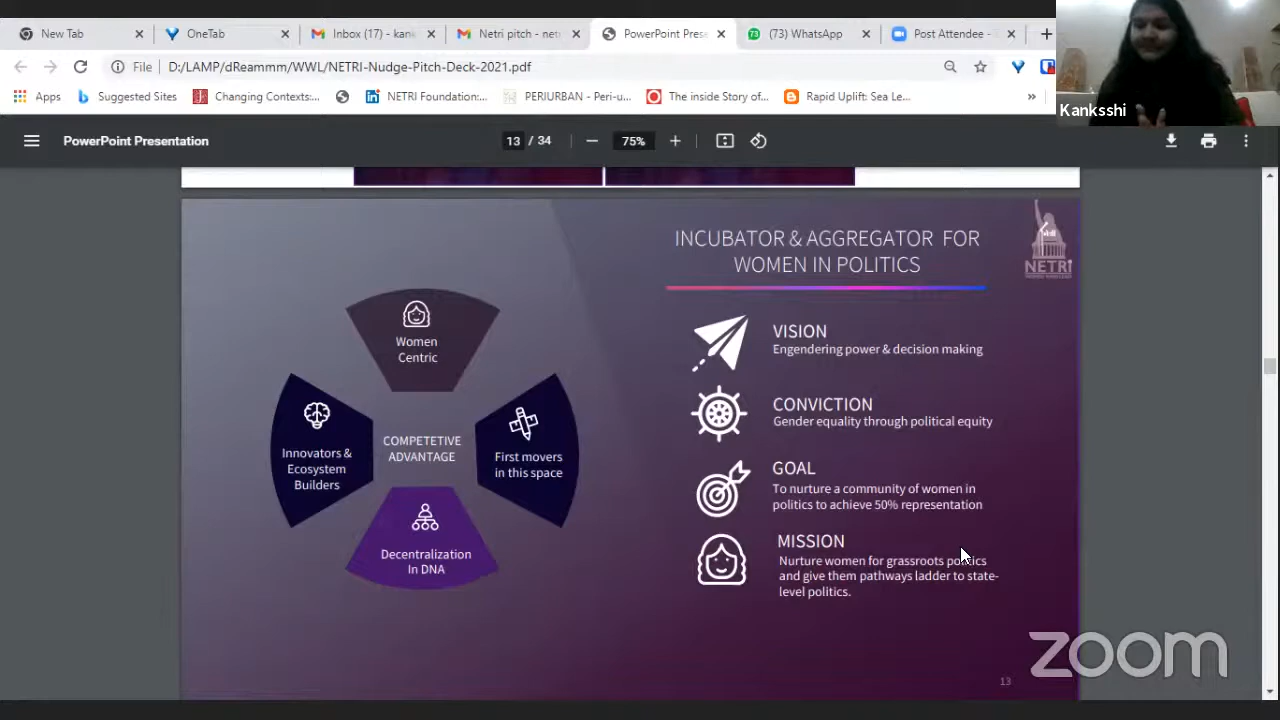 New Tab
OneTab
Inbox (17) - kank
Netri pitch - netr
PowerPoint Prese
(73) WhatsApp
Post Attendee -
File
D:/LAMP/dReammm/WWL/NETRI-Nudge-Pitch-Deck-2021.pdf
Apps
Suggested Sites
Changing Contexts:...
NETRI Foundation:...
PERIURBAN - Peri-u...
The inside Story of...
Rapid Uplift: Sea Le...
»
Kanksshi
PowerPoint Presentation
13 / 34
75%
INCUBATOR & AGGREGATOR FOR
WOMEN IN POLITICS
NETRI
Women
Centric
Innovators &
Ecosystem
Builders
COMPETETIVE
ADVANTAGE
First movers
in this space
Decentralization
In DNA
VISION
Engendering power & decision making
CONVICTION
Gender equality through political equity
GOAL
To nurture a community of women in
politics to achieve 50% representation
MISSION
Nurture women for grassroots politics
and give them pathways ladder to state-
level politics.
13
zoom